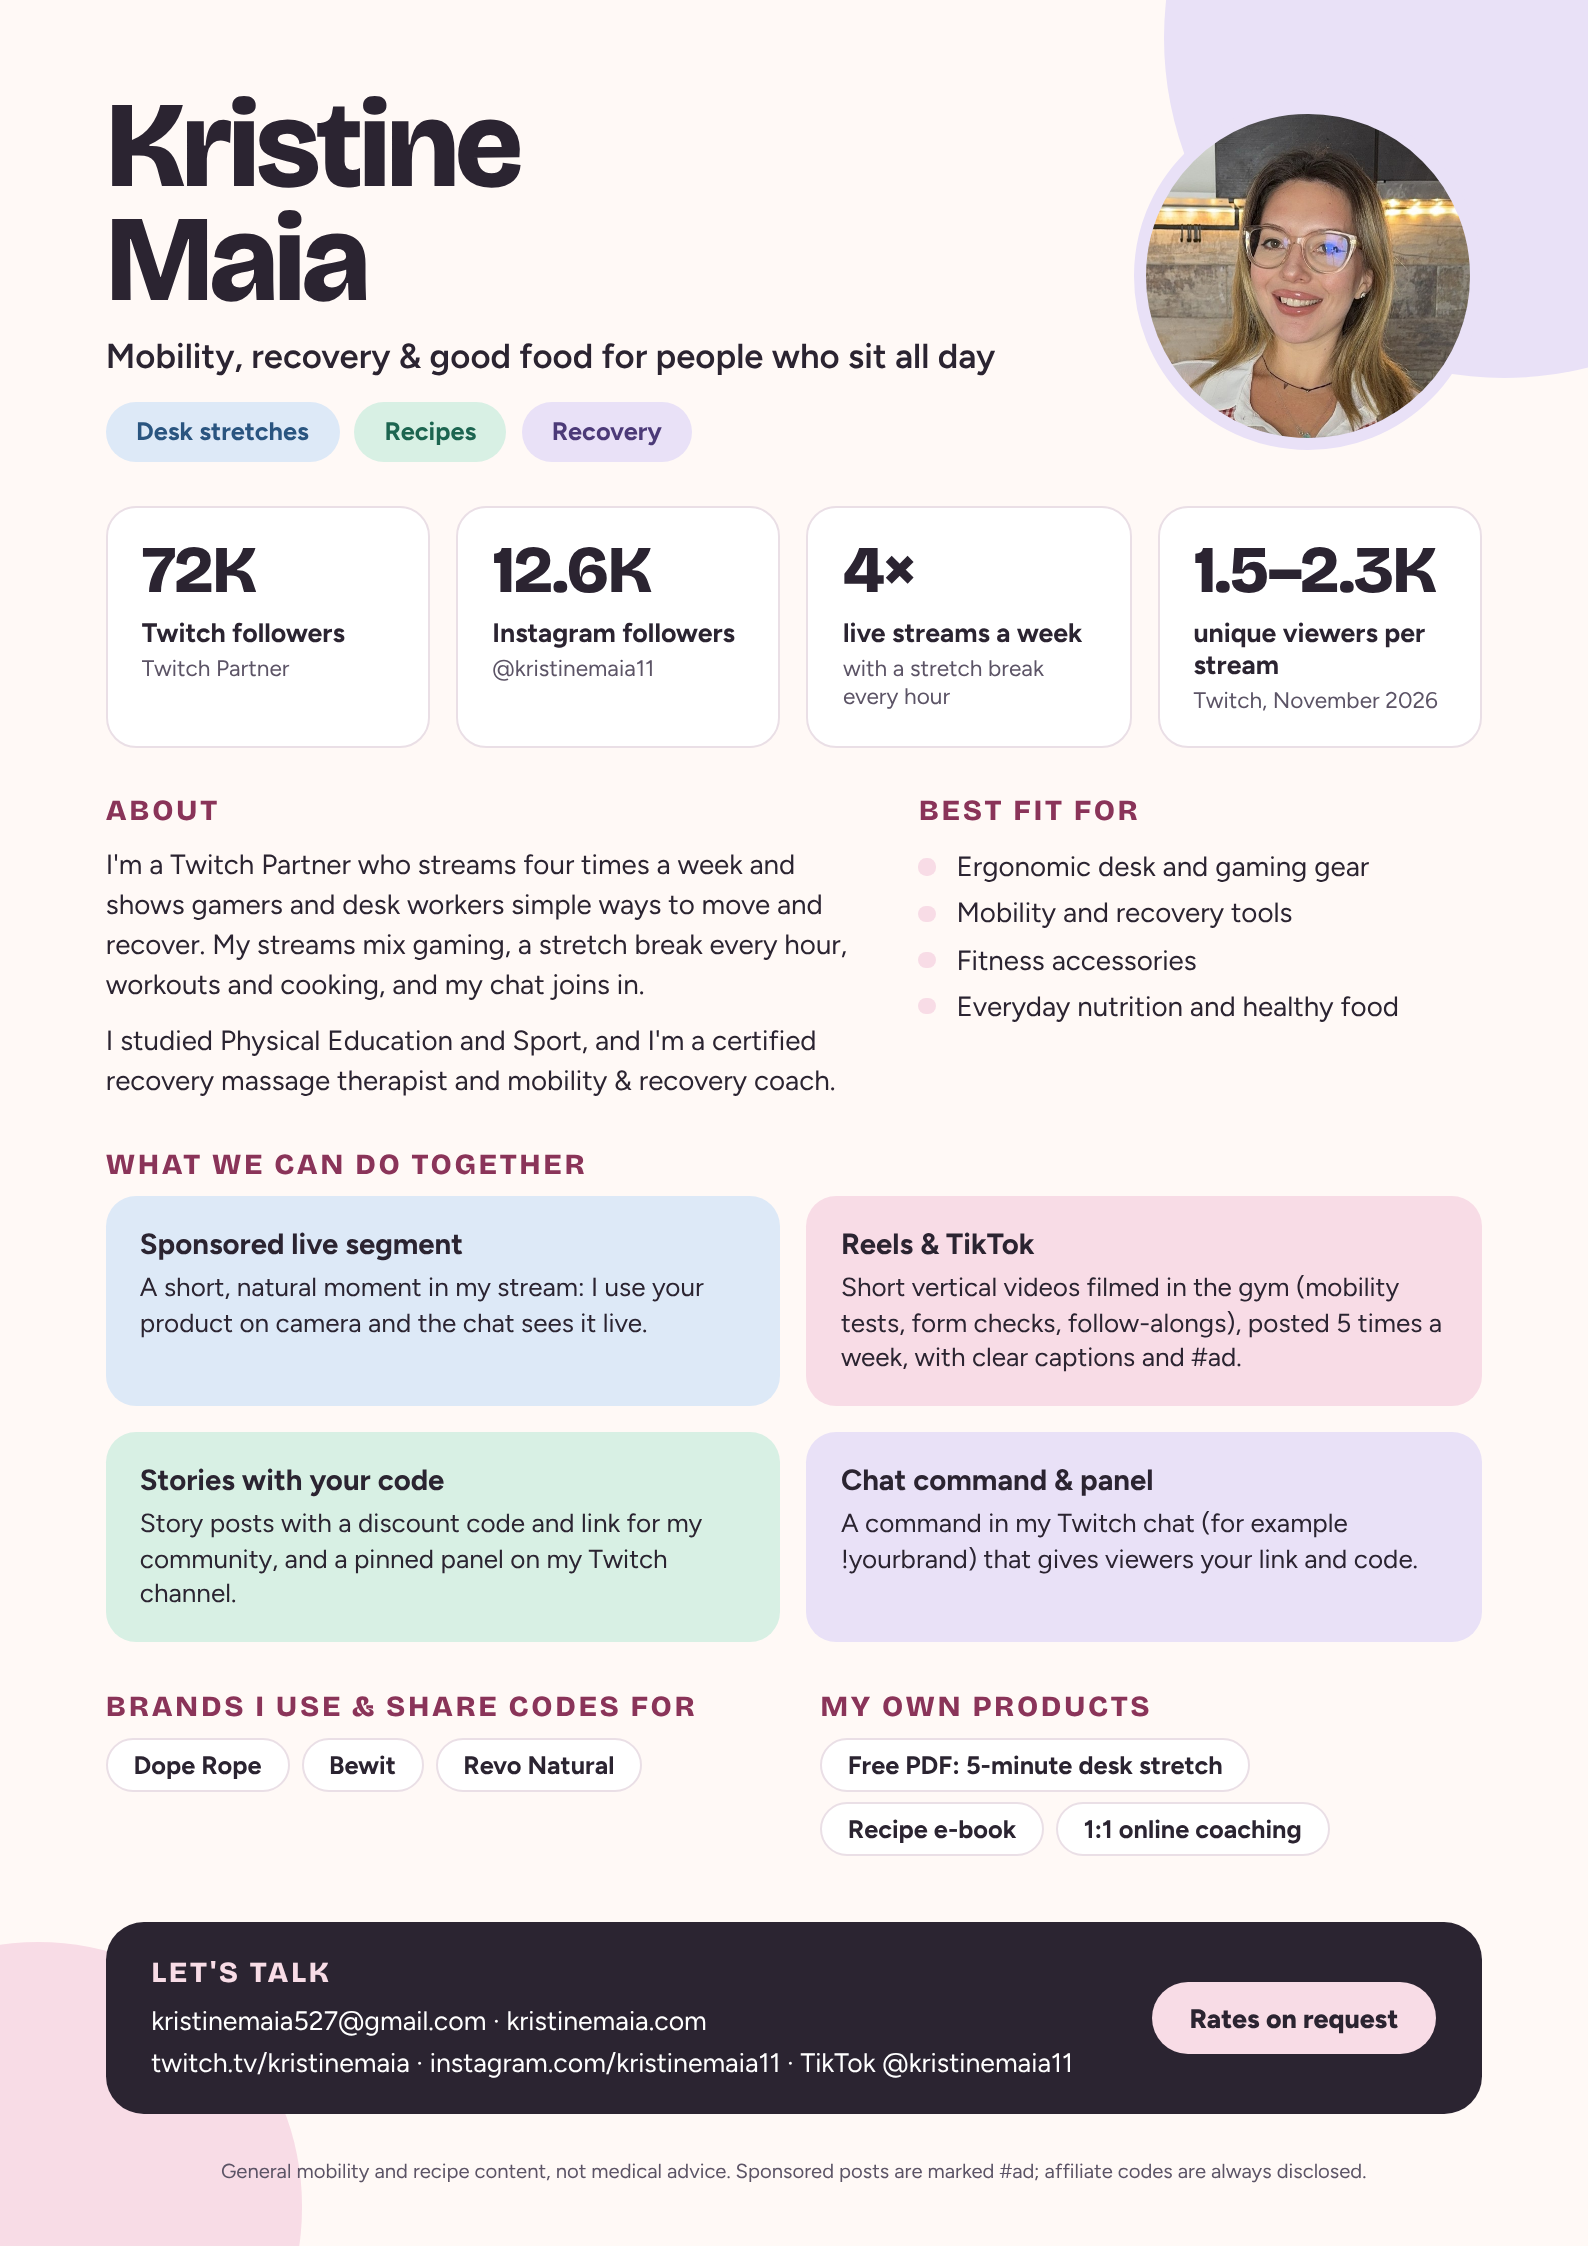 Kristine
Maia
Mobility, recovery & good food for people who sit all day
Desk stretches
Recipes
Recovery
72K
Twitch followers
Twitch Partner
12.6K
Instagram followers
@kristinemaia11
4×
live streams a week
with a stretch break
every hour
1.5–2.3K
unique viewers per
stream
Twitch, November 2026
ABOUT
I'm a Twitch Partner who streams four times a week and
shows gamers and desk workers simple ways to move and
recover. My streams mix gaming, a stretch break every hour,
workouts and cooking, and my chat joins in.
I studied Physical Education and Sport, and I'm a certified
recovery massage therapist and mobility & recovery coach.
BEST FIT FOR
Ergonomic desk and gaming gear
Mobility and recovery tools
Fitness accessories
Everyday nutrition and healthy food
WHAT WE CAN DO TOGETHER
Sponsored live segment
A short, natural moment in my stream: I use your
product on camera and the chat sees it live.
Reels & TikTok
Short vertical videos filmed in the gym (mobility
tests, form checks, follow-alongs), posted 5 times a
week, with clear captions and #ad.
Stories with your code
Story posts with a discount code and link for my
community, and a pinned panel on my Twitch
channel.
Chat command & panel
A command in my Twitch chat (for example
!yourbrand) that gives viewers your link and code.
BRANDS I USE & SHARE CODES FOR
Dope Rope
Bewit
Revo Natural
MY OWN PRODUCTS
Free PDF: 5-minute desk stretch
Recipe e-book
1:1 online coaching
LET'S TALK
kristinemaia527@gmail.com · kristinemaia.com
twitch.tv/kristinemaia · instagram.com/kristinemaia11 · TikTok @kristinemaia11
Rates on request
General mobility and recipe content, not medical advice. Sponsored posts are marked #ad; affiliate codes are always disclosed.